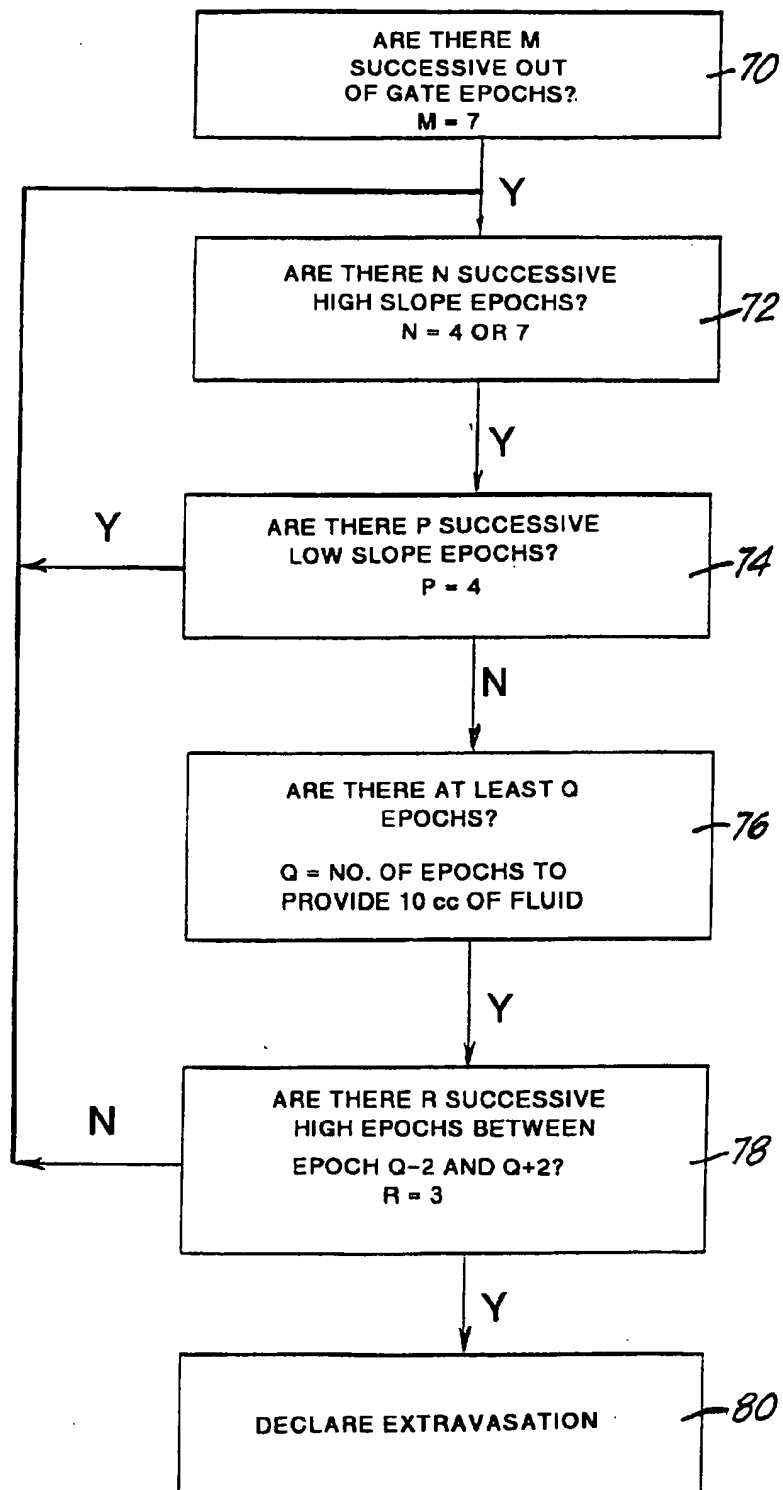 ARE THERE M
SUCCESSIVE OUT
OF GATE EPOCHS?
M = 7
70
Y
ARE THERE N SUCCESSIVE
HIGH SLOPE EPOCHS?
N = 4 OR 7
72
Y
Y
ARE THERE P SUCCESSIVE
LOW SLOPE EPOCHS?
P = 4
74
N
ARE THERE AT LEAST Q
EPOCHS?
Q = NO. OF EPOCHS TO
PROVIDE 10 cc OF FLUID
76
Y
N
ARE THERE R SUCCESSIVE
HIGH EPOCHS BETWEEN
EPOCH Q-2 AND Q+2?
R = 3
78
Y
DECLARE EXTRAVASATION
80